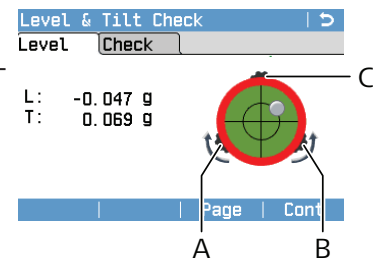 Level & Tilt Check
Level Check
C
L: -0.047 g
T: 0.069 g
Page Cont
A B